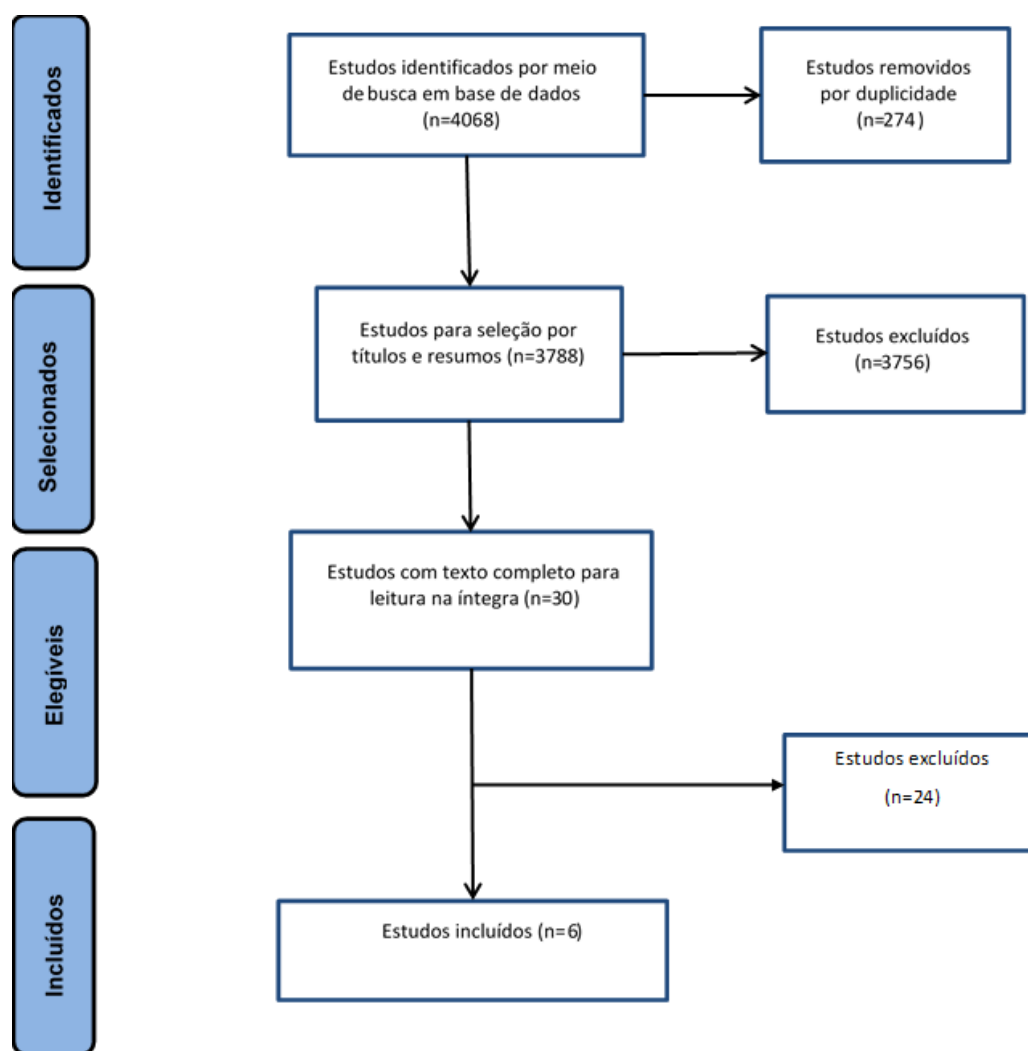 Identificados
Estudos identificados por meio
de busca em base de dados
(n=4068)
Estudos removidos
por duplicidade
(n=274)
Selecionados
Estudos para seleção por
títulos e resumos (n=3788)
Estudos excluídos
(n=3756)
Elegíveis
Estudos com texto completo para
leitura na íntegra (n=30)
Estudos excluídos
(n=24)
Incluídos
Estudos incluídos (n=6)